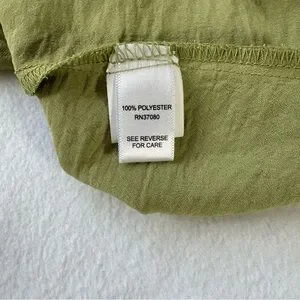 100% POLYESTER
RN37080
SEE REVERSE
FOR CARE